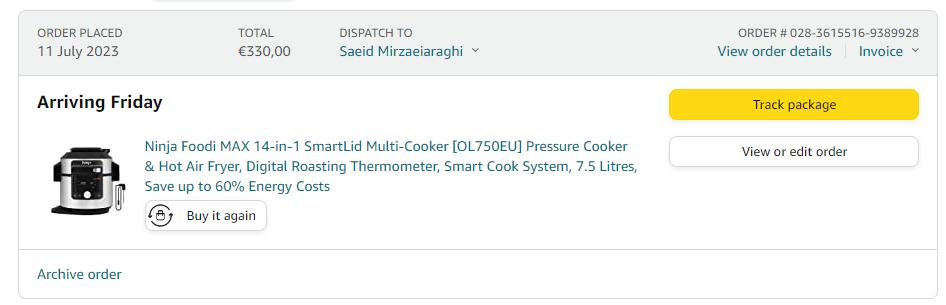 ORDER PLACED
11 July 2023
TOTAL
€330,00
DISPATCH TO
Saeid Mirzaeiaraghi
ORDER # 028-3615516-9389928
View order details
Invoice
Arriving Friday
Track package
Ninja Foodi MAX 14-in-1 SmartLid Multi-Cooker [OL750EU] Pressure Cooker
& Hot Air Fryer, Digital Roasting Thermometer, Smart Cook System, 7.5 Litres,
Save up to 60% Energy Costs
View or edit order
Buy it again
Archive order